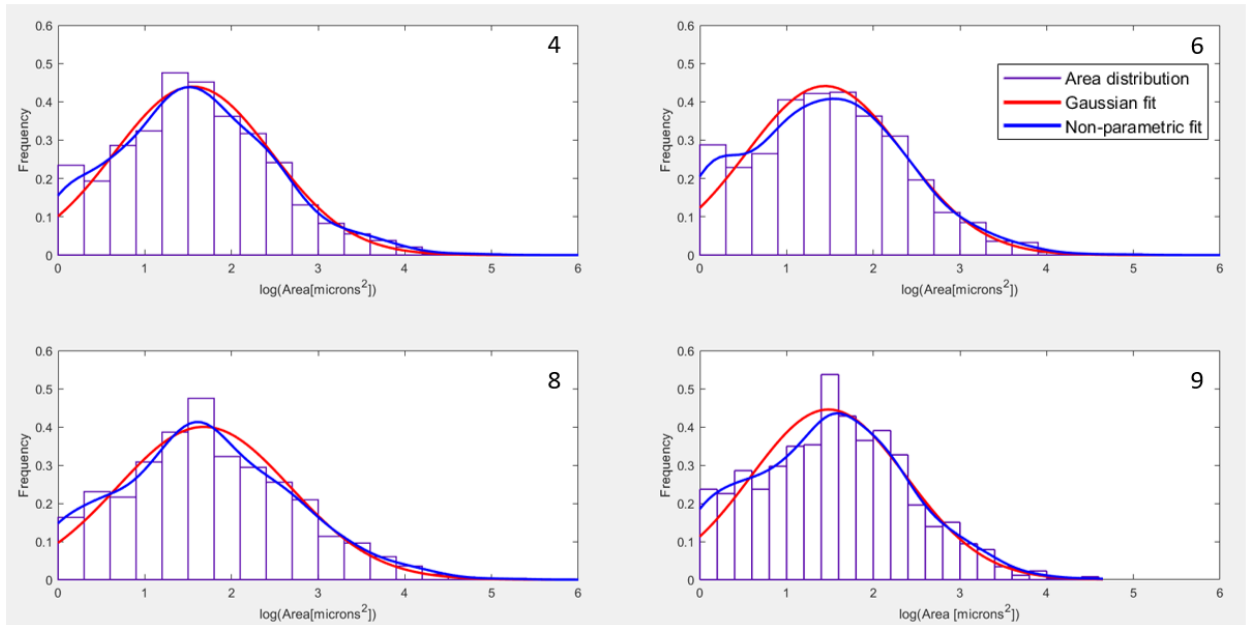 4
0.6
0.5
0.4
0.3
0.2
0.1
0
Frequency
0 1 2 3 4 5 6
log(Area[microns²])
6
Area distribution
Gaussian fit
Non-parametric fit
0.6
0.5
0.4
0.3
0.2
0.1
0
Frequency
0 1 2 3 4 5 6
log(Area[microns²])
8
0.6
0.5
0.4
0.3
0.2
0.1
0
Frequency
0 1 2 3 4 5 6
log(Area[microns²])
9
0.6
0.5
0.4
0.3
0.2
0.1
0
Frequency
0 1 2 3 4 5 6
log(Area [microns²])